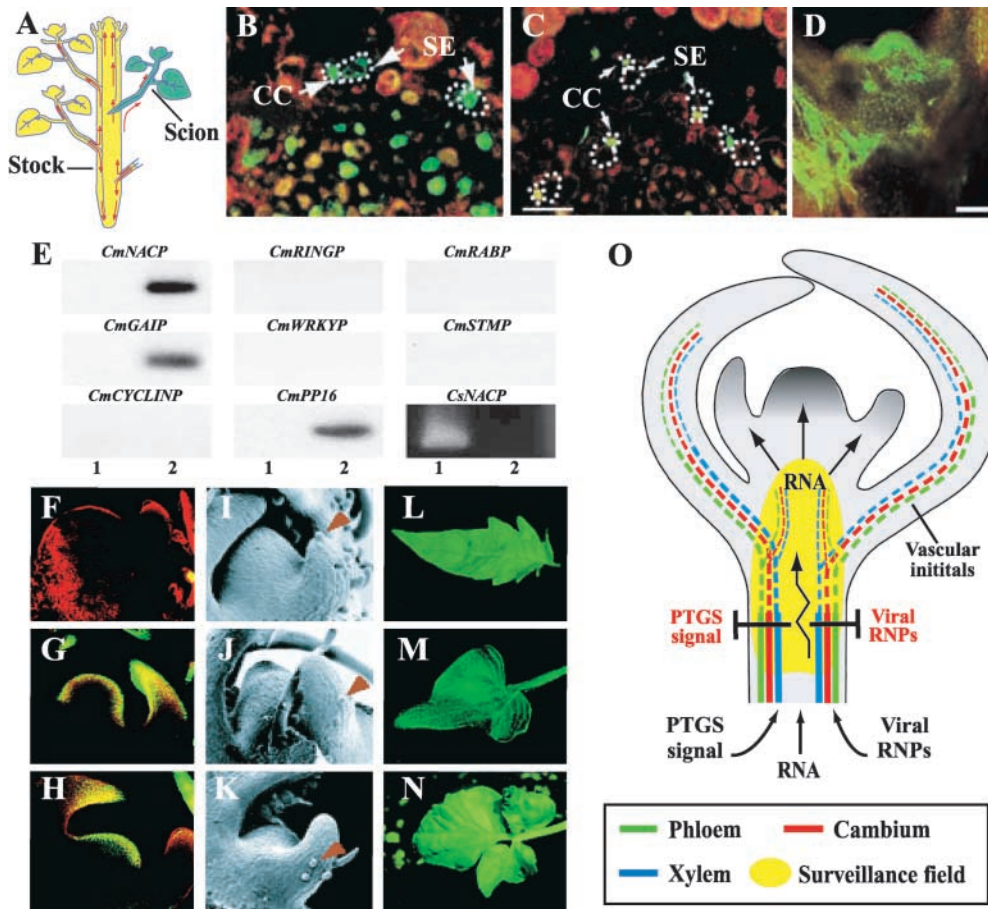 A
Scion
Stock
B
SE
CC
C
SE
CC
D
E
CmNACP CmRINGP CmRABP
CmGAIP CmWRKYP CmSTMP
CmCYCLINP CmPP16 CsNACP
1 2 1 2 1 2
F
I
L
G
J
M
H
K
N
O
RNA
Vascular
inititals
PTGS
signal
Viral
RNPs
PTGS
signal
RNA
Viral
RNPs
Phloem
Cambium
Xylem
Surveillance field